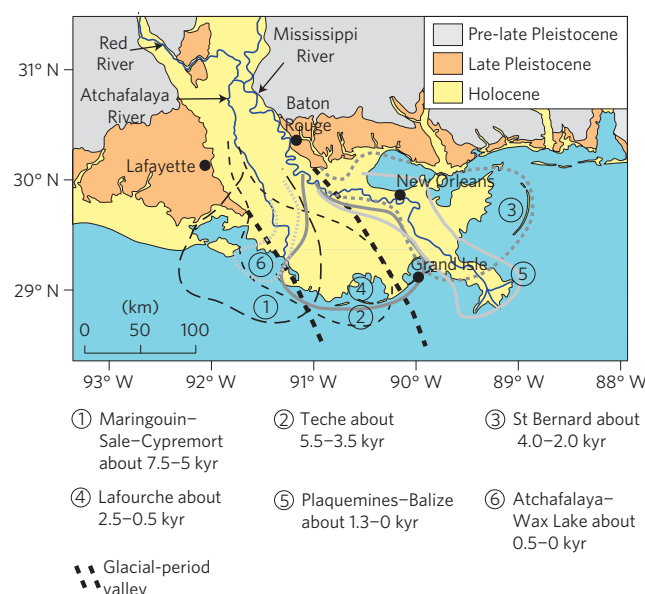 Red
River
Mississippi
River
Pre-late Pleistocene
Late Pleistocene
Holocene
31° N
Atchafalaya
River
Baton
Rouge
Lafayette
30° N
New Orleans
3
6
Grand Isle
5
29° N
4
1
2
(km)
0 50 100
93° W 92° W 91° W 90° W 89° W 88° W
1 Maringouin–
Sale–Cypremort
about 7.5–5 kyr
2 Teche about
5.5–3.5 kyr
3 St Bernard about
4.0–2.0 kyr
4 Lafourche about
2.5–0.5 kyr
5 Plaquemines–Balize
about 1.3–0 kyr
6 Atchafalaya–
Wax Lake about
0.5–0 kyr
Glacial-period
valley